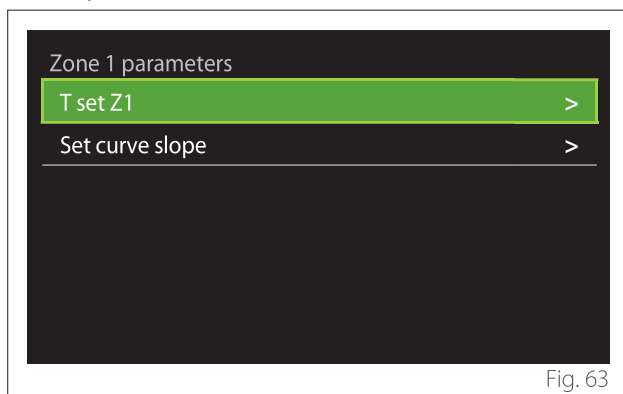 Zone 1 parameters
T set Z1 >
Set curve slope >
Fig. 63